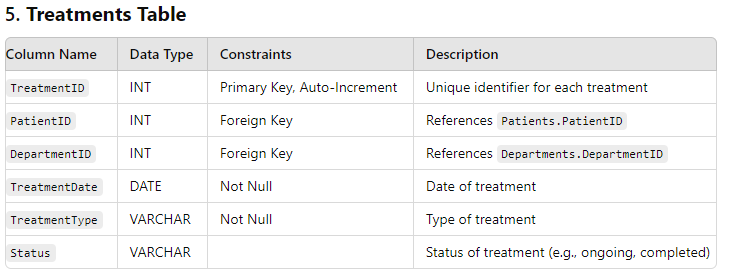 5. Treatments Table
Column Name Data Type Constraints Description
TreatmentID INT Primary Key, Auto-Increment Unique identifier for each treatment
PatientID INT Foreign Key References Patients.PatientID
DepartmentID INT Foreign Key References Departments.DepartmentID
TreatmentDate DATE Not Null Date of treatment
TreatmentType VARCHAR Not Null Type of treatment
Status VARCHAR Status of treatment (e.g., ongoing, completed)